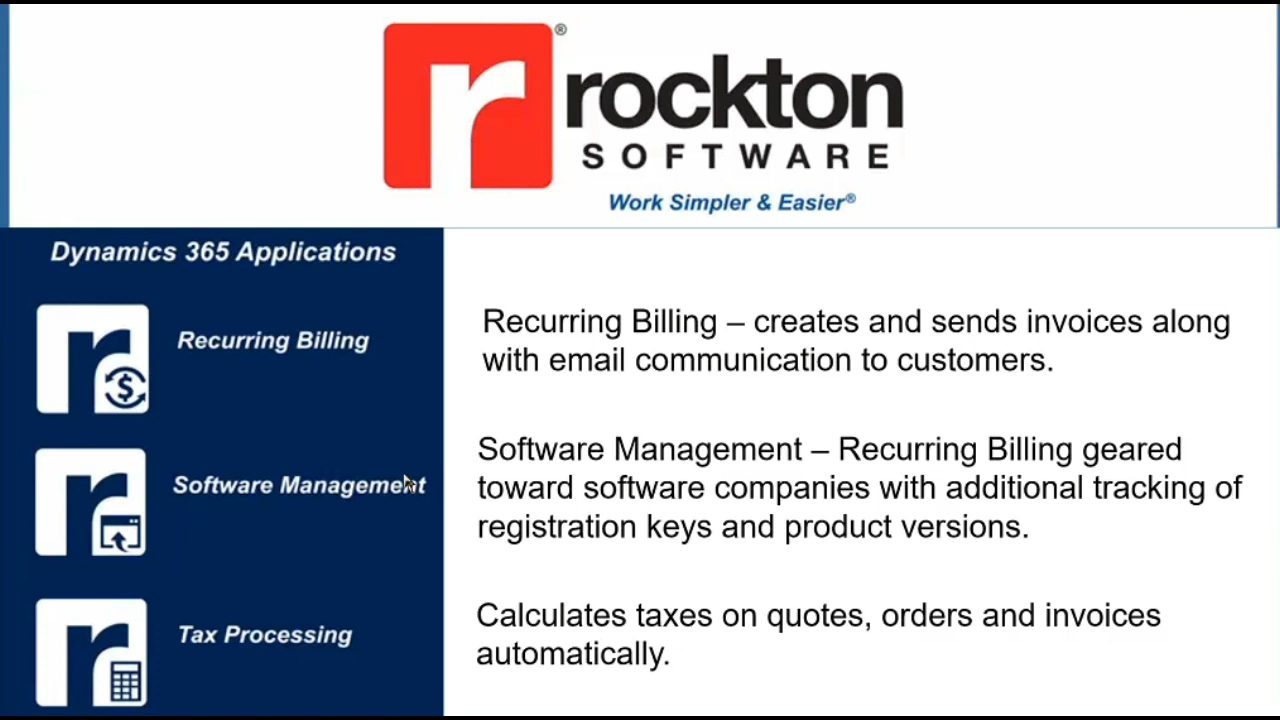 r®
rockton
SOFTWARE
Work Simpler & Easier®
Dynamics 365 Applications
Recurring Billing
Recurring Billing – creates and sends invoices along
with email communication to customers.
Software Management
Software Management – Recurring Billing geared
toward software companies with additional tracking of
registration keys and product versions.
Tax Processing
Calculates taxes on quotes, orders and invoices
automatically.